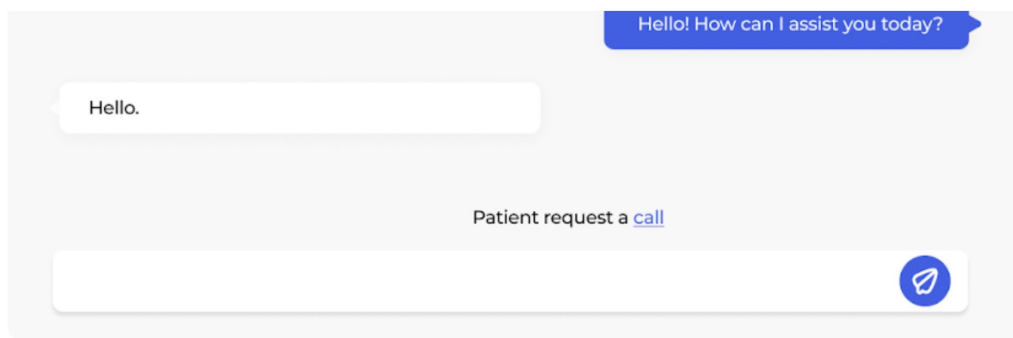 Hello! How can I assist you today?
Hello.
Patient request a call